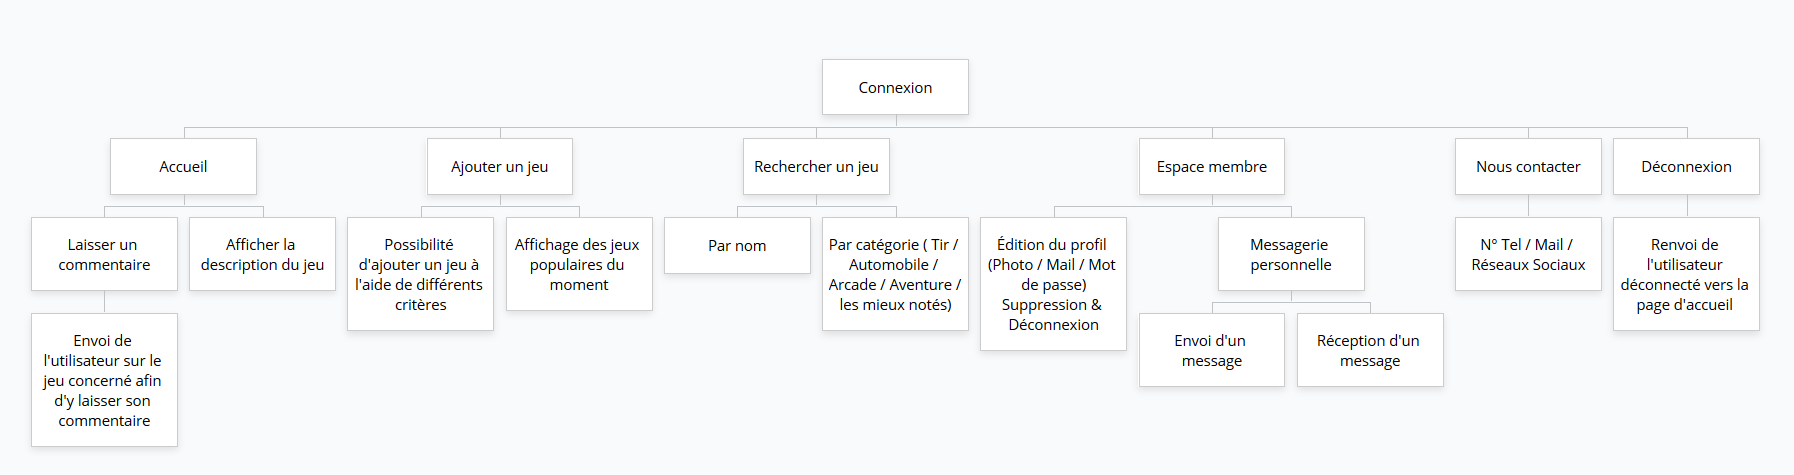 Connexion
Accueil
Ajouter un jeu
Rechercher un jeu
Espace membre
Nous contacter
Déconnexion
Laisser un
commentaire
Afficher la
description du jeu
Possibilité
d'ajouter un jeu à
l'aide de différents
critères
Affichage des jeux
populaires du
moment
Par nom
Par catégorie ( Tir /
Automobile /
Arcade / Aventure /
les mieux notés)
Édition du profil
(Photo / Mail / Mot
de passe)
Suppression &
Déconnexion
Messagerie
personnelle
N° Tel / Mail /
Réseaux Sociaux
Renvoi de
l'utilisateur
déconnecté vers la
page d'accueil
Envoi de
l'utilisateur sur le
jeu concerné afin
d'y laisser son
commentaire
Envoi d'un
message
Réception d'un
message